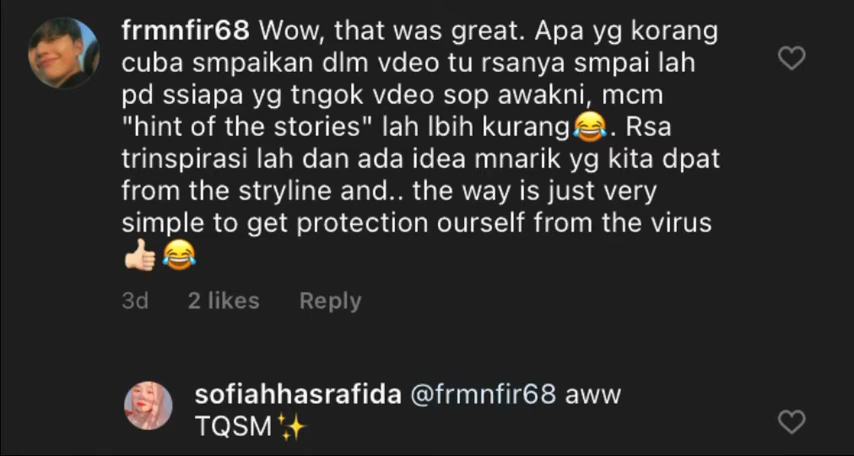 frmnfir68 Wow, that was great. Apa yg korang
cuba smpaikan dlm vdeo tu rsanya smpai lah
pd ssiapa yg tngok vdeo sop awakni, mcm
"hint of the stories" lah lbih kurang😂. Rsa
trinspirasi lah dan ada idea mnarik yg kita dpat
from the stryline and.. the way is just very
simple to get protection ourself from the virus
👍🏻😂
3d 2 likes Reply
sofiahhasrafida @frmnfir68 aww
TQSM✨